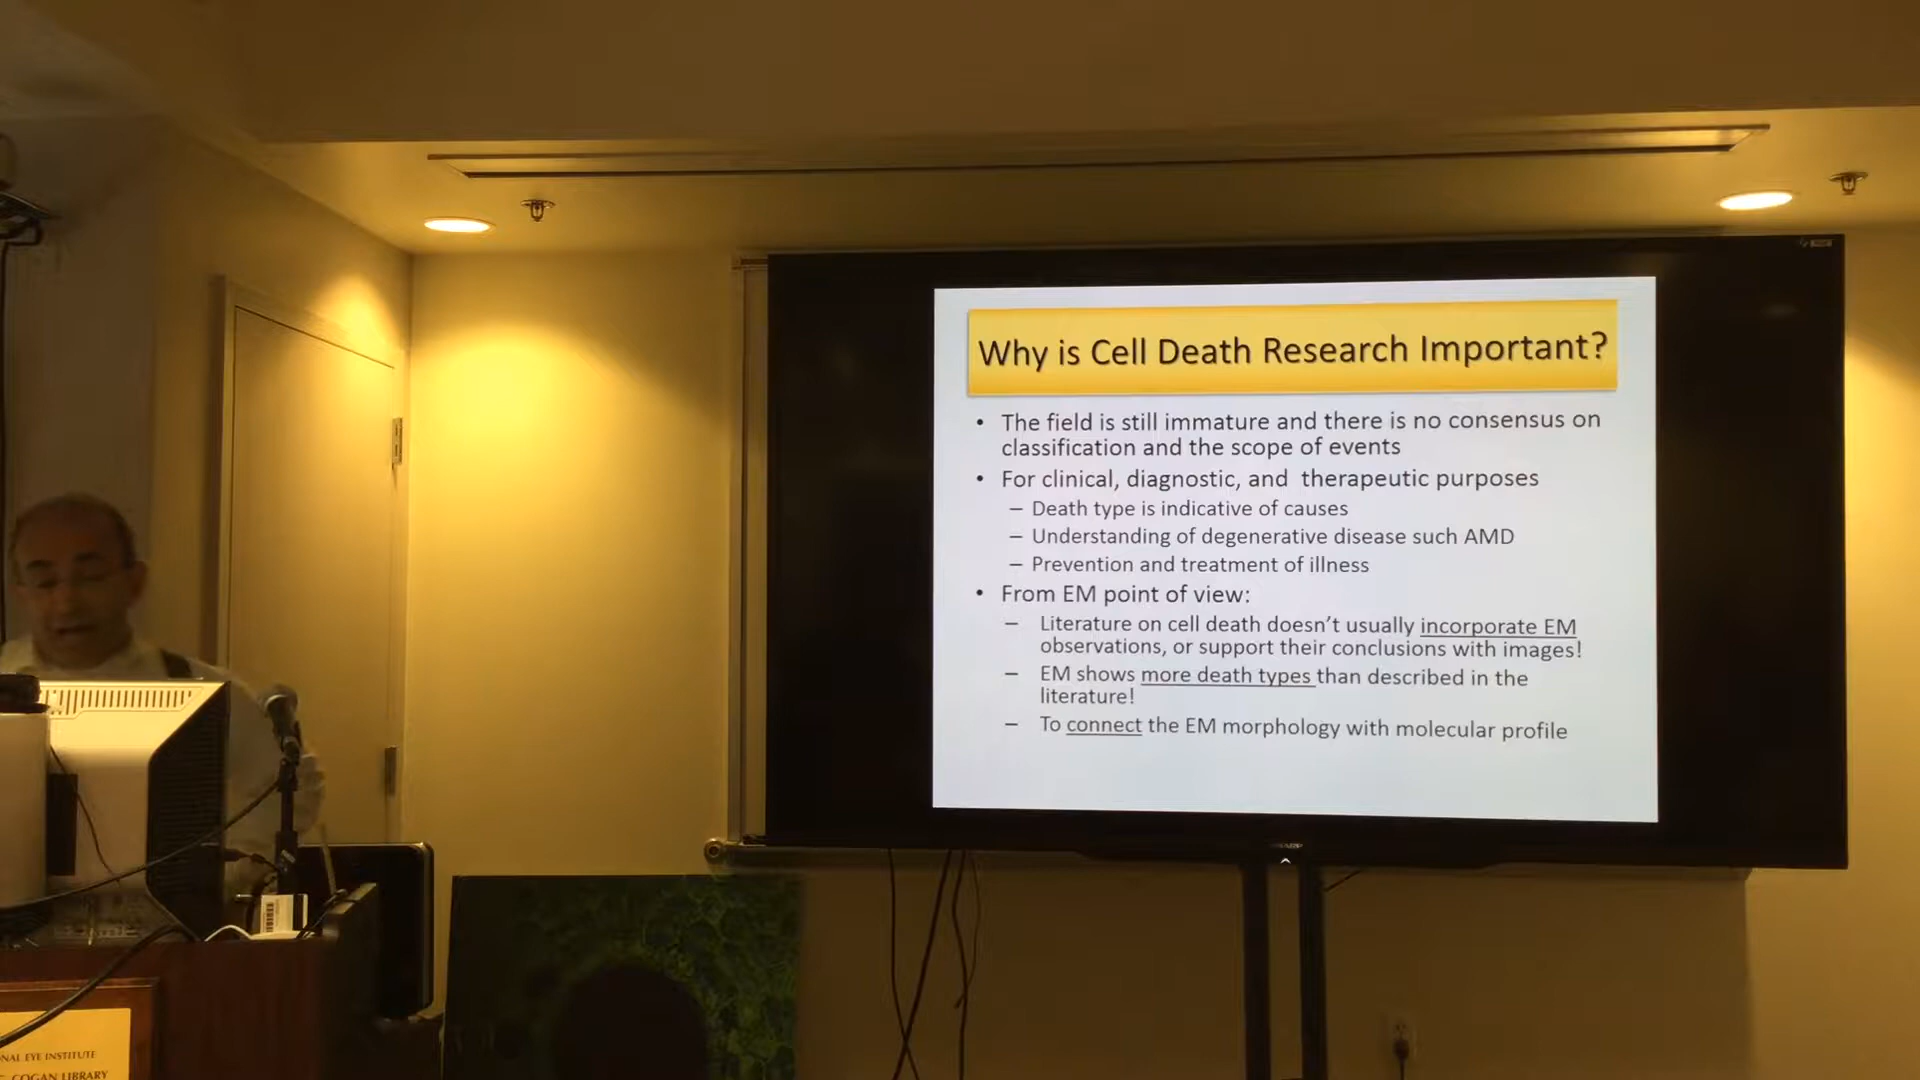 Why is Cell Death Research Important?
• The field is still immature and there is no consensus on
classification and the scope of events
• For clinical, diagnostic, and therapeutic purposes
– Death type is indicative of causes
– Understanding of degenerative disease such AMD
– Prevention and treatment of illness
• From EM point of view:
– Literature on cell death doesn't usually incorporate EM
observations, or support their conclusions with images!
– EM shows more death types than described in the
literature!
– To connect the EM morphology with molecular profile
NAL EYE INSTITUTE
COGAN LIBRARY